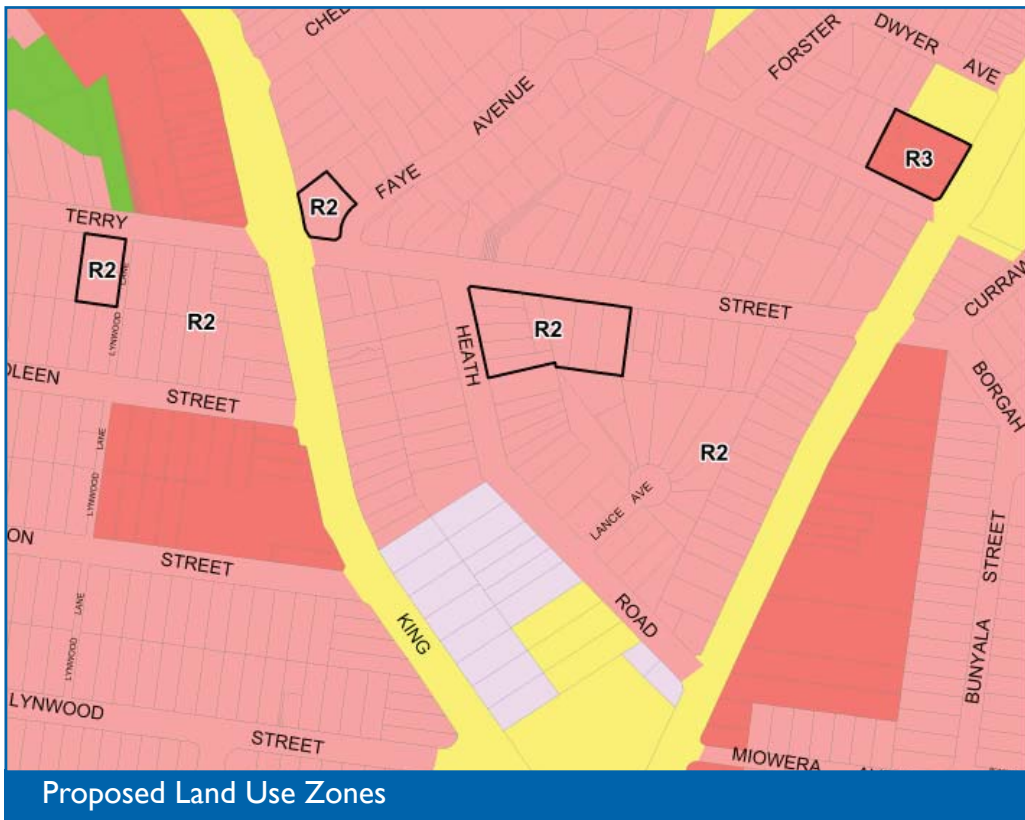 CHEL
DWYER
AVE
FORSTER
AVENUE
FAYE
R3
R2
TERRY
R2
LANE
R2
LYNWOOD
STREET
R2
CURRAW
HEATH
BORGAH
OLEEN
STREET
LANE
LYNWOOD
R2
LANCE AVE
ON
STREET
STREET
BUNYALA
LANE
LYNWOOD
KING
ROAD
LYNWOOD
STREET
MIOWERA
Proposed Land Use Zones